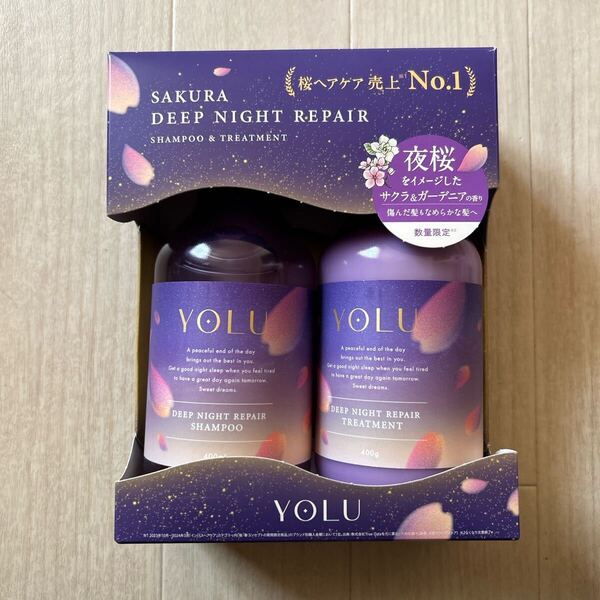 SAKURA
DEEP NIGHT REPAIR
SHAMPOO & TREATMENT
桜ヘアケア 売上 No.1
夜桜
をイメージした
サクラ&ガーデニアの香り
傷んだ髪もなめらかな髪へ
数量限定
YOLU
A peaceful end of the day
brings out the best in you.
Get a good night sleep when you feel tired
to have a great day again tomorrow.
Sweet dreams.
DEEP NIGHT REPAIR
SHAMPOO
400g
YOLU
A peaceful end of the day
brings out the best in you.
Get a good night sleep when you feel tired
to have a great day again tomorrow.
Sweet dreams.
DEEP NIGHT REPAIR
TREATMENT
400g
YOLU